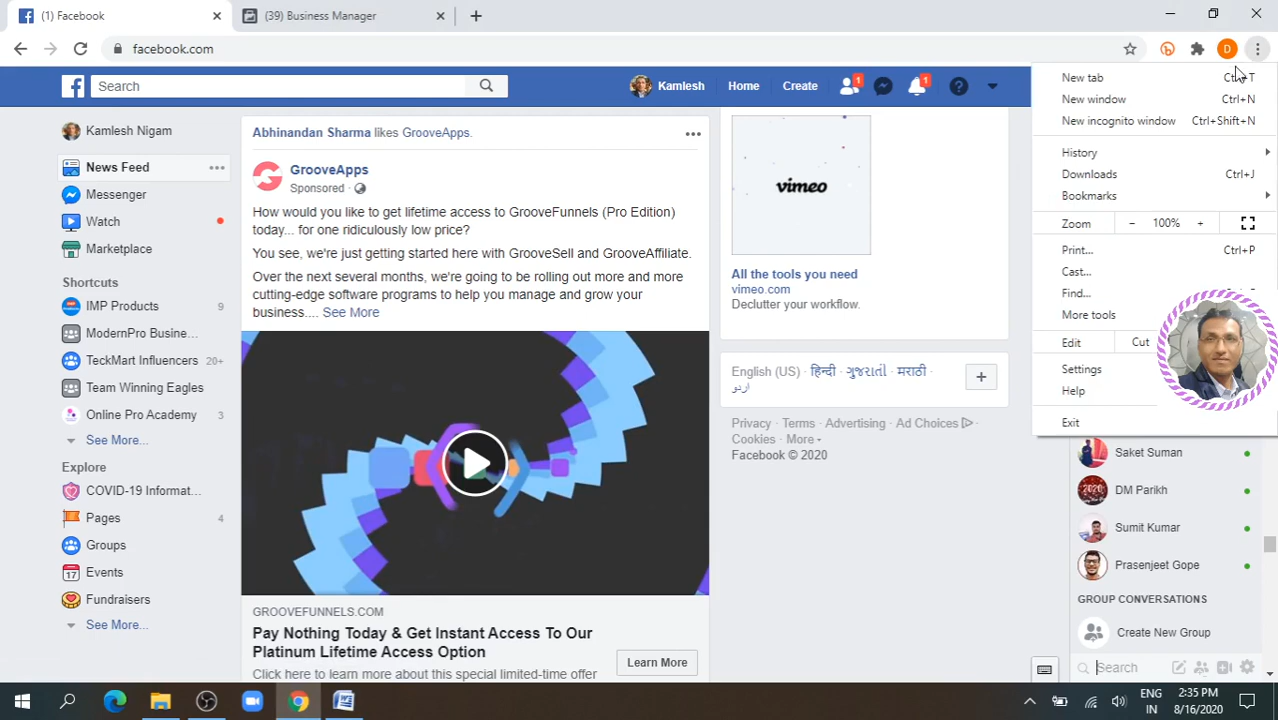 (1) Facebook
(39) Business Manager
facebook.com
D
Search
Kamlesh
Home
Create
1
1
Kamlesh Nigam
News Feed
Messenger
Watch
Marketplace
Shortcuts
IMP Products 9
ModernPro Busine...
TeckMart Influencers 20+
Team Winning Eagles
Online Pro Academy 3
See More...
Explore
COVID-19 Informat...
Pages 4
Groups
17 Events
Fundraisers
See More...
Abhinandan Sharma likes GrooveApps.
GrooveApps
Sponsored ·
How would you like to get lifetime access to GrooveFunnels (Pro Edition)
today... for one ridiculously low price?
You see, we're just getting started here with GrooveSell and GrooveAffiliate.
Over the next several months, we're going to be rolling out more and more
cutting-edge software programs to help you manage and grow your
business.... See More
GROOVEFUNNELS.COM
Pay Nothing Today & Get Instant Access To Our
Platinum Lifetime Access Option
Click here to learn more about this special limited-time offer
Learn More
vimeo
All the tools you need
vimeo.com
Declutter your workflow.
English (US) · हिन्दी · ગુજરાતી · मराठी ·
اردو
Privacy · Terms · Advertising · Ad Choices ·
Cookies · More
Facebook © 2020
New tab
New window Ctrl+N
New incognito window Ctrl+Shift+N
History
Downloads Ctrl+J
Bookmarks
Zoom − 100% +
Print... Ctrl+P
Cast...
Find...
More tools
Edit Cut
Settings
Help
Exit
Saket Suman
DM Parikh
Sumit Kumar
Prasenjeet Gope
GROUP CONVERSATIONS
Create New Group
Search
ENG
IN
2:35 PM
8/16/2020